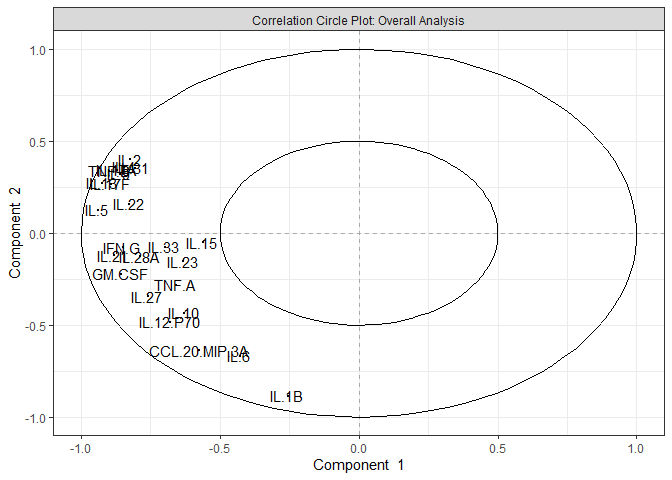 Correlation Circle Plot: Overall Analysis
1.0
0.5
0.0
-0.5
-1.0
Component 2
IL.2
IL.31
IL.17F
IL.5
IL.22
IFN.G
IL.33
IL.15
IL.21
IL.28A
IL.23
GM.CSF
TNF.A
IL.27
IL.10
IL.12.P70
CCL.20.MIP.3A
IL.6
IL.1B
-1.0
-0.5
0.0
0.5
1.0
Component 1